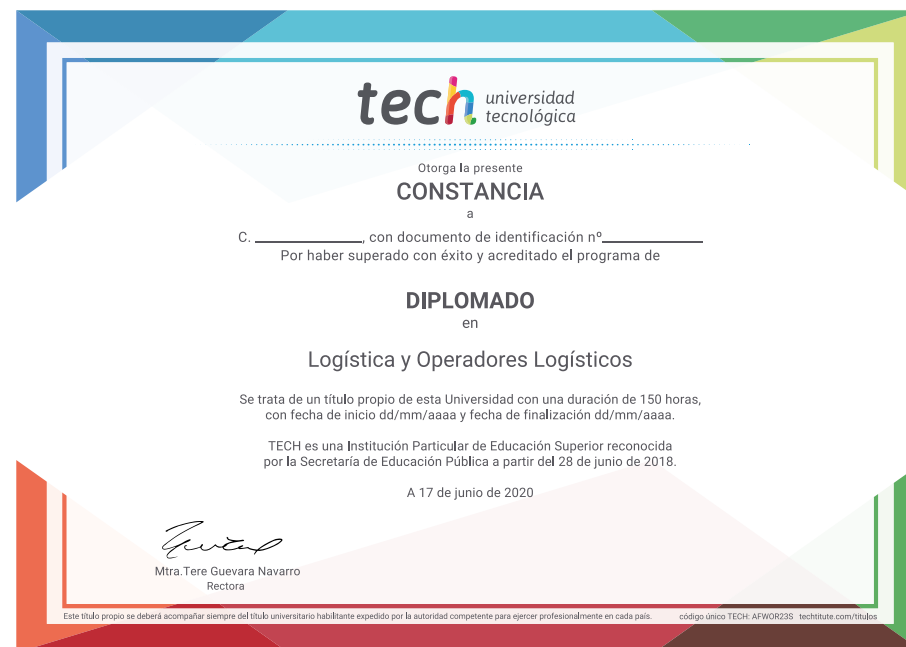 tech universidad
tecnológica
Otorga la presente
CONSTANCIA
a
C. ____________, con documento de identificación nº____________
Por haber superado con éxito y acreditado el programa de
DIPLOMADO
en
Logística y Operadores Logísticos
Se trata de un título propio de esta Universidad con una duración de 150 horas,
con fecha de inicio dd/mm/aaaa y fecha de finalización dd/mm/aaaa.
TECH es una Institución Particular de Educación Superior reconocida
por la Secretaría de Educación Pública a partir del 28 de junio de 2018.
A 17 de junio de 2020
Mtra.Tere Guevara Navarro
Rectora
Este título propio se deberá acompañar siempre del título universitario habilitante expedido por la autoridad competente para ejercer profesionalmente en cada país. código único TECH: AFWOR23S techtitute.com/titulos